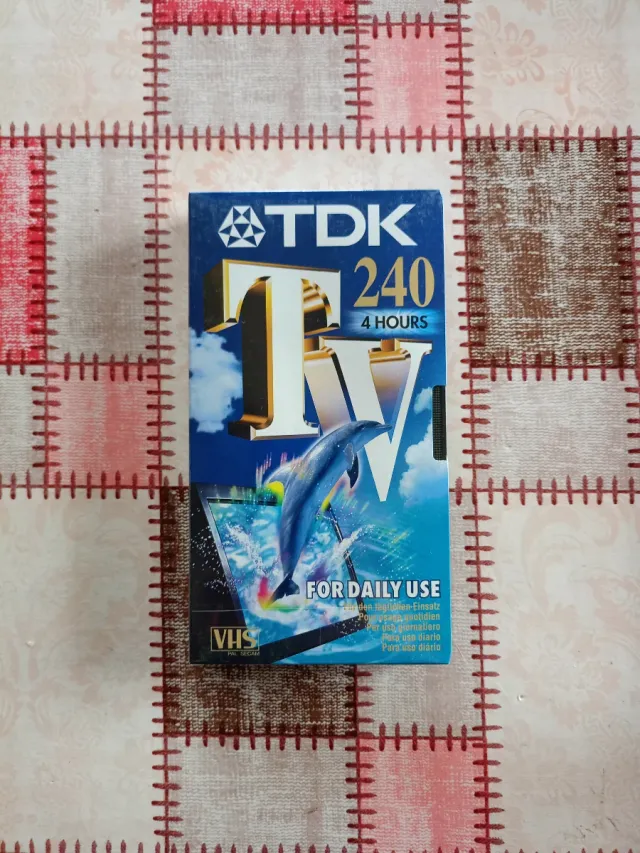 TDK
240
4 HOURS
TV
FOR DAILY USE
Für den täglichen Einsatz
Pour usage quotidien
Per uso giornaliero
Para uso diario
Para uso diário
VHS
PAL SECAM